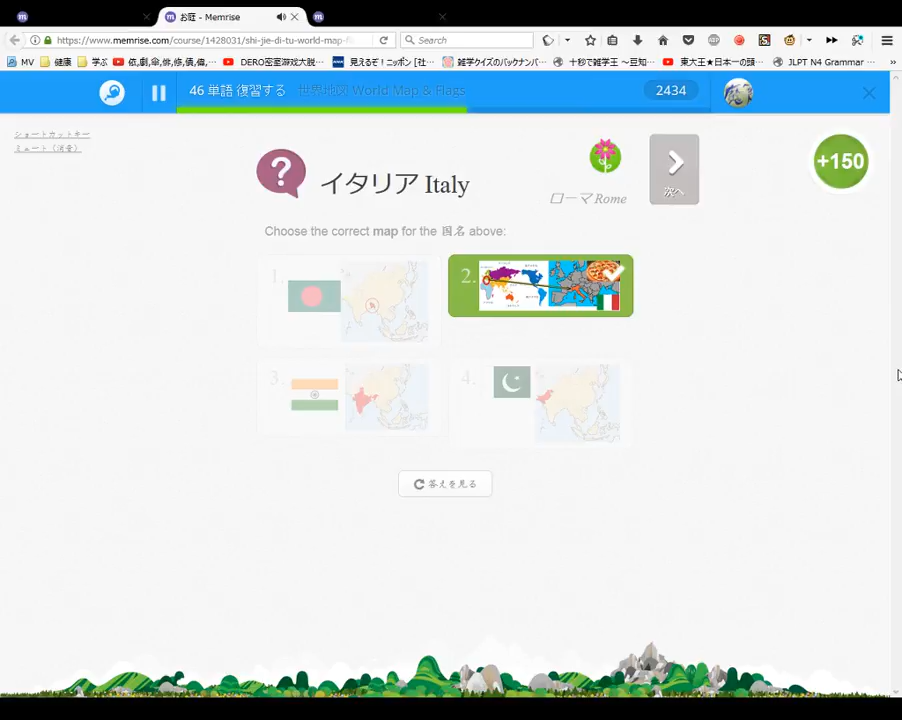 お庭 - Memrise
https://www.memrise.com/course/1428031/shi-jie-di-tu-world-map-fl
Search
MV 健康 学ぶ DERO密室游戏大脱... 見えるぞ！ニッポン [社... 雑学クイズのバックナンバ... 十秒で雑学王 〜豆知... 東大王★日本一の頭... JLPT N4 Grammar ...
46 単語 復習する 世界地図 World Map & Flags 2434
ショートカットキー
ミュート（消音）
+150
イタリア Italy
ローマ Rome
次へ
Choose the correct map for the 国名 above:
1.
2.
3.
4.
答えを見る